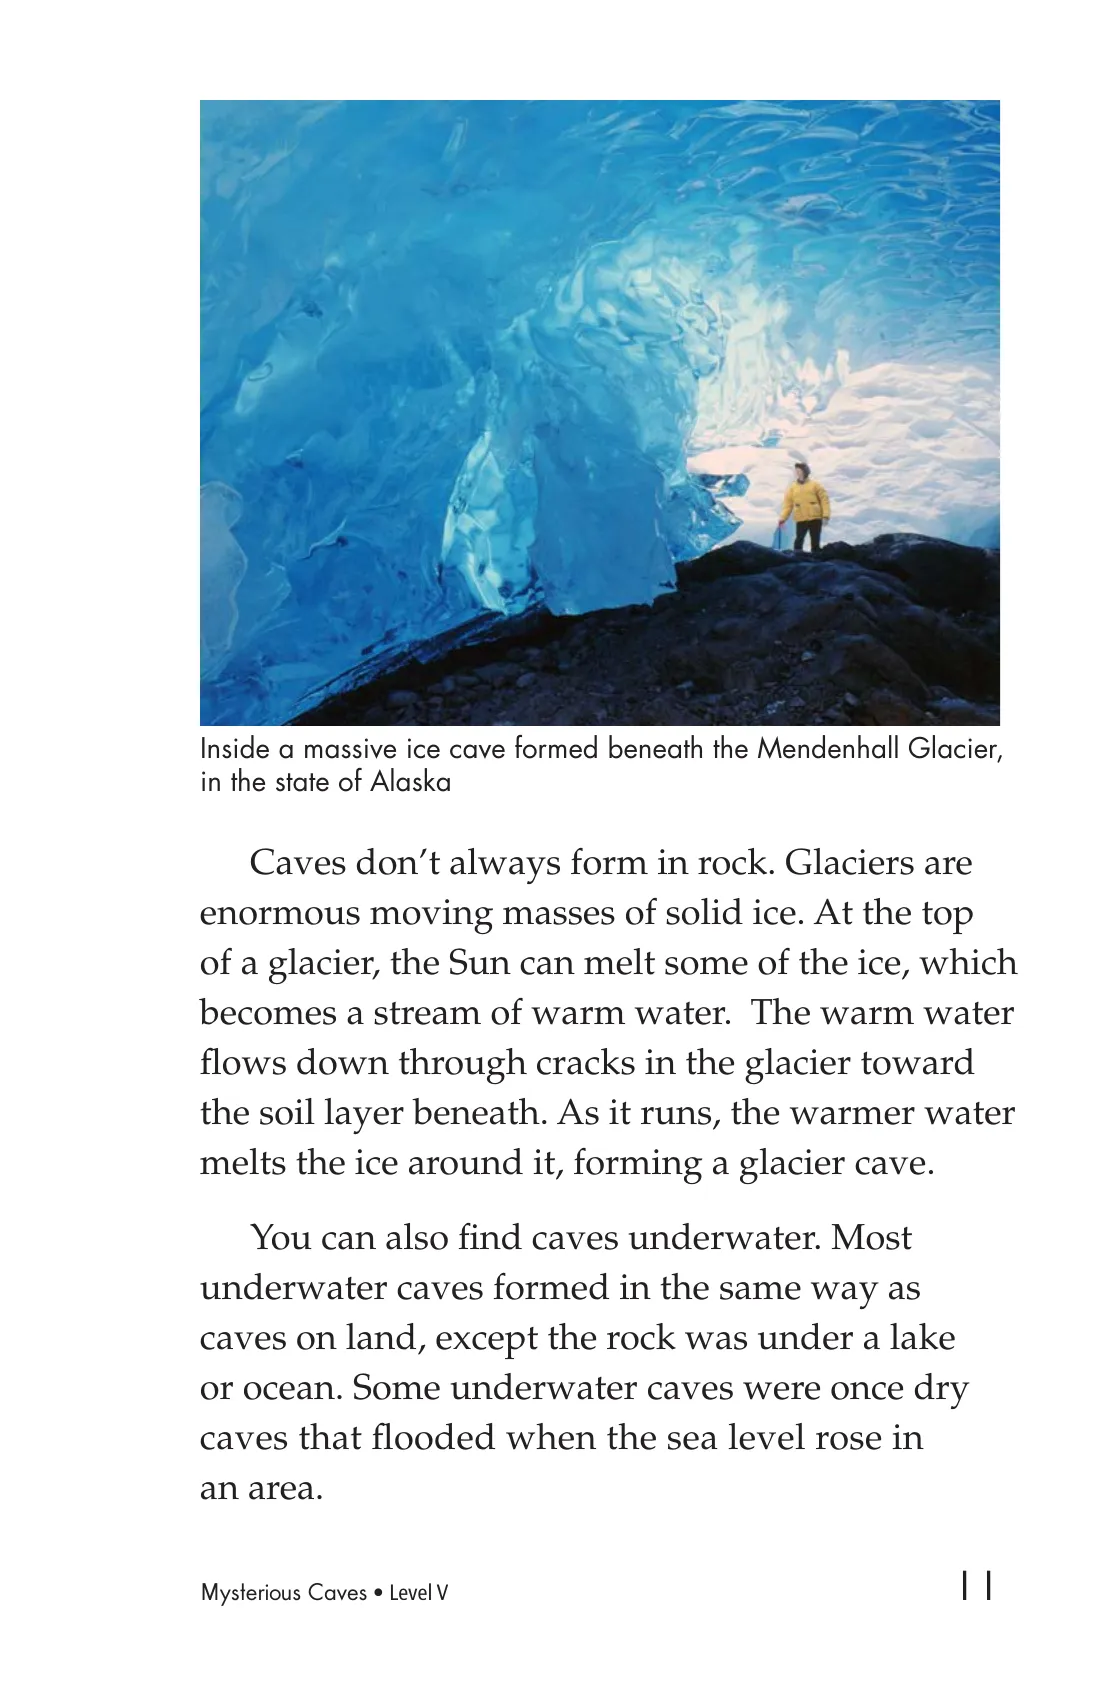 Inside a massive ice cave formed beneath the Mendenhall Glacier,
in the state of Alaska
Caves don’t always form in rock. Glaciers are
enormous moving masses of solid ice. At the top
of a glacier, the Sun can melt some of the ice, which
becomes a stream of warm water.  The warm water
flows down through cracks in the glacier toward
the soil layer beneath. As it runs, the warmer water
melts the ice around it, forming a glacier cave.
You can also find caves underwater. Most
underwater caves formed in the same way as
caves on land, except the rock was under a lake
or ocean. Some underwater caves were once dry
caves that flooded when the sea level rose in
an area.
Mysterious Caves • Level V
11